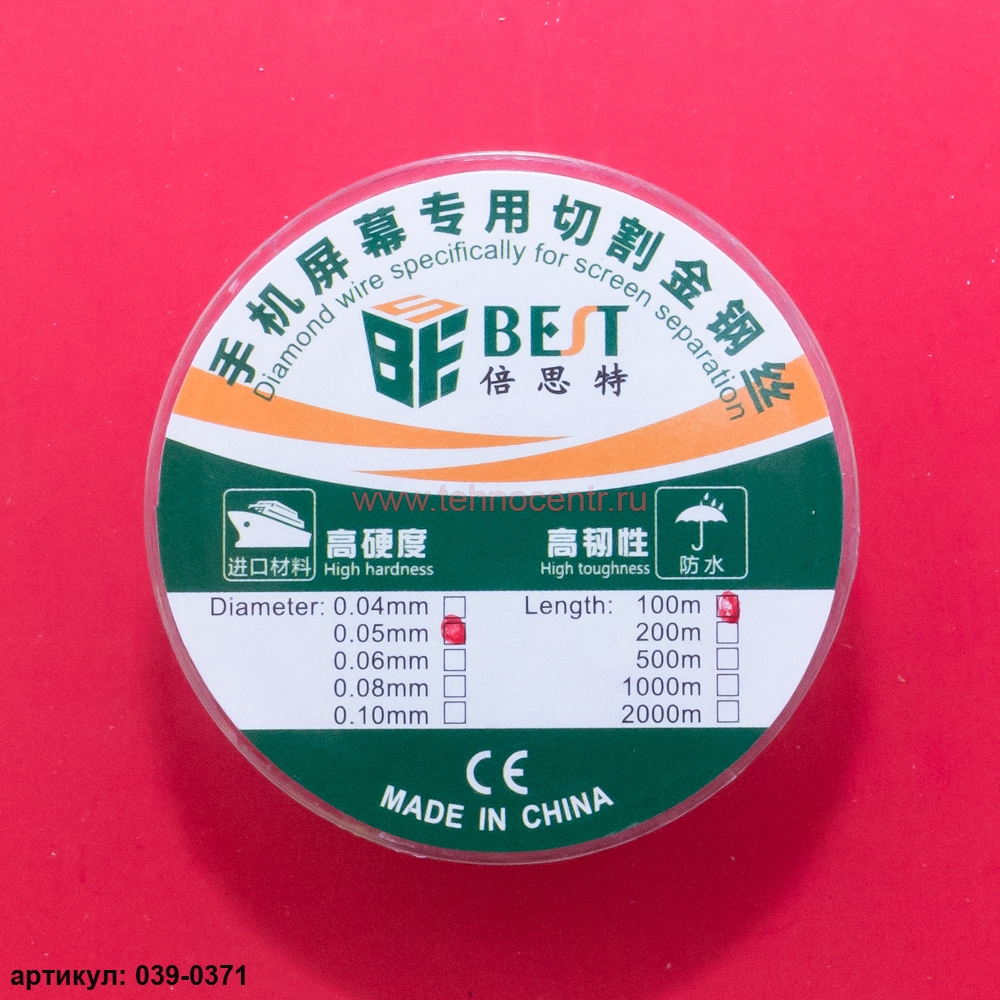 手机屏幕专用切割金钢丝
Diamond wire specifically for screen separation
BSF BEST
倍思特
www.tehnocentr.ru
进口材料
高硬度
High hardness
高韧性
High toughness
防水
Diameter: 0.04mm
0.05mm
0.06mm
0.08mm
0.10mm
Length: 100m
200m
500m
1000m
2000m
CE
MADE IN CHINA
артикул: 039-0371